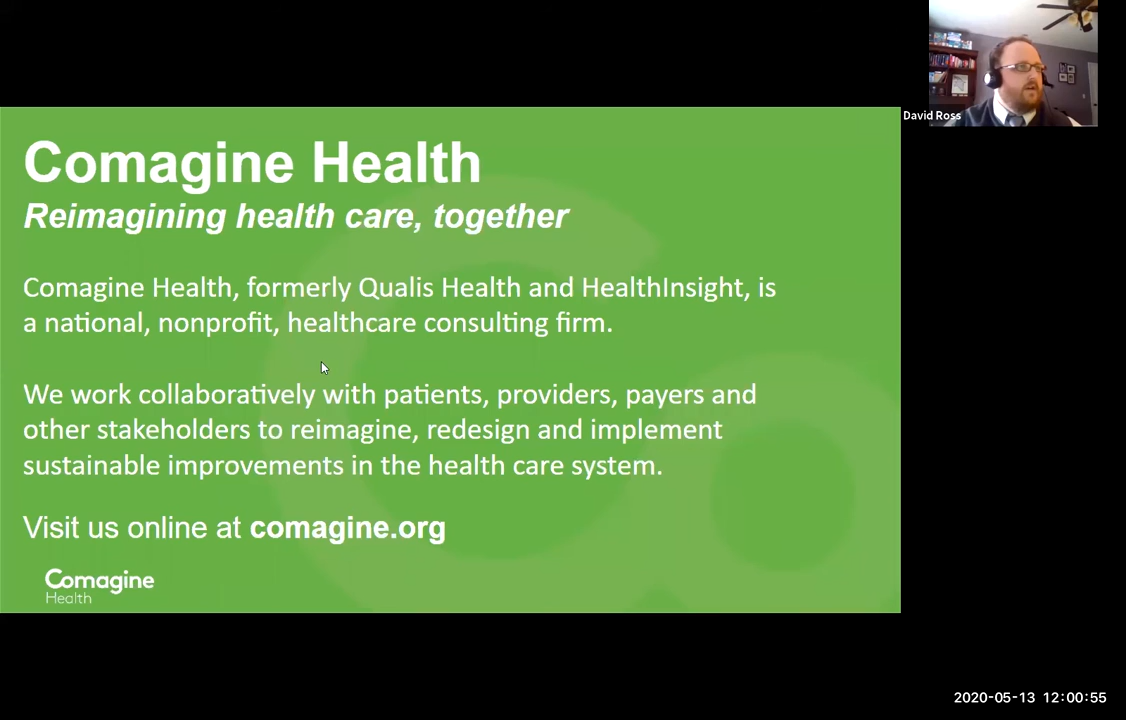 Comagine Health
Reimagining health care, together
Comagine Health, formerly Qualis Health and HealthInsight, is
a national, nonprofit, healthcare consulting firm.
We work collaboratively with patients, providers, payers and
other stakeholders to reimagine, redesign and implement
sustainable improvements in the health care system.
Visit us online at comagine.org
Comagine
Health
David Ross
2020-05-13 12:00:55